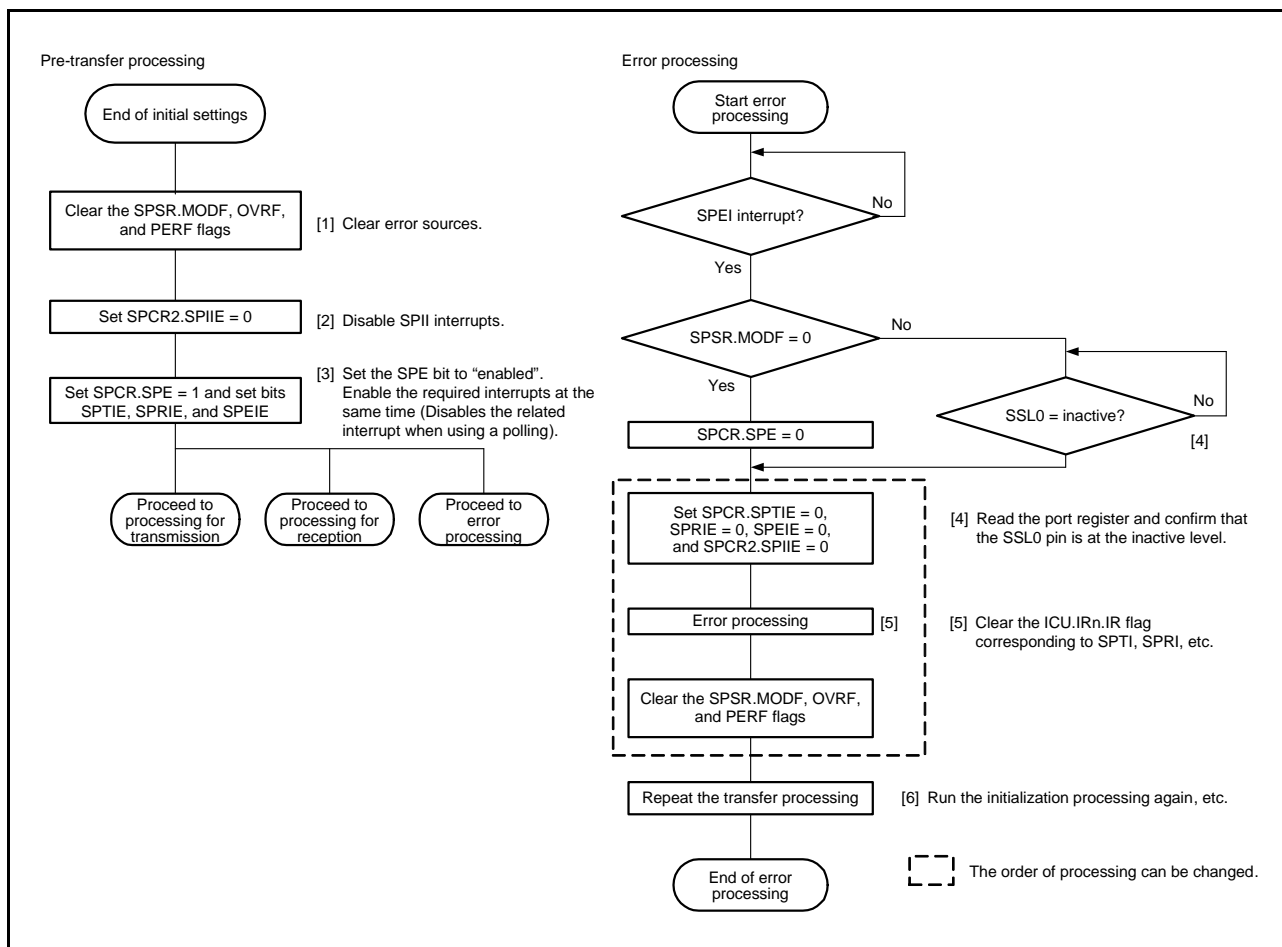 Pre-transfer processing
End of initial settings
Clear the SPSR.MODF, OVRF,
and PERF flags
[1] Clear error sources.
Set SPCR2.SPIIE = 0
[2] Disable SPII interrupts.
Set SPCR.SPE = 1 and set bits
SPTIE, SPRIE, and SPEIE
[3] Set the SPE bit to “enabled”.
Enable the required interrupts at the
same time (Disables the related
interrupt when using a polling).
Proceed to
processing for
transmission
Proceed to
processing for
reception
Proceed to
error
processing
Error processing
Start error
processing
SPEI interrupt?
No
Yes
SPSR.MODF = 0
No
Yes
SSL0 = inactive?
No
[4]
SPCR.SPE = 0
Set SPCR.SPTIE = 0,
SPRIE = 0, SPEIE = 0,
and SPCR2.SPIIE = 0
[4] Read the port register and confirm that
the SSL0 pin is at the inactive level.
Error processing
[5]
[5] Clear the ICU.IRn.IR flag
corresponding to SPTI, SPRI, etc.
Clear the SPSR.MODF, OVRF,
and PERF flags
Repeat the transfer processing
[6] Run the initialization processing again, etc.
End of error
processing
The order of processing can be changed.